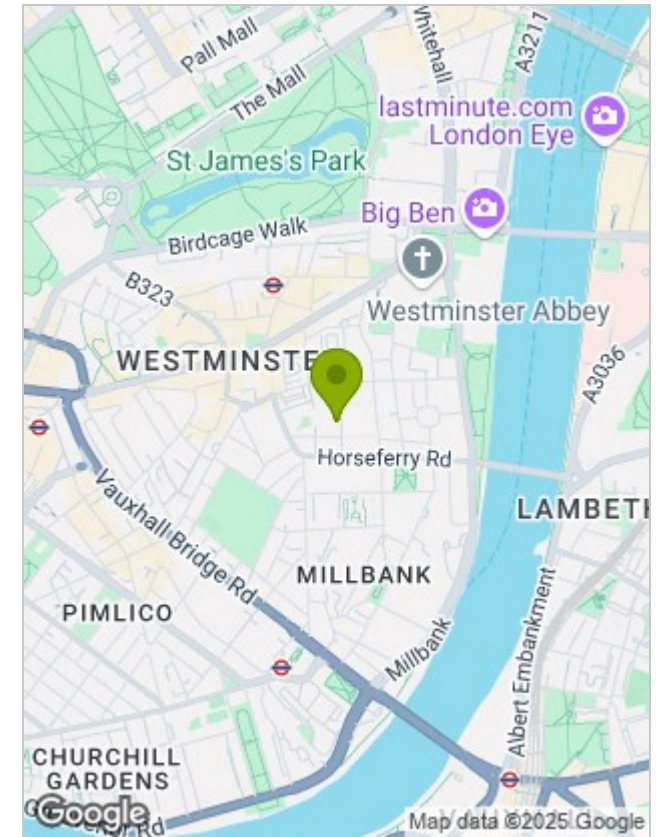 Pall Mall
The Mall
Whitehall
A3211
lastminute.com
London Eye
St James's Park
Big Ben
Birdcage Walk
B323
Westminster Abbey
WESTMINSTE
A3036
Horseferry Rd
LAMBETH
Vauxhall Bridge Rd
MILLBANK
PIMLICO
Millbank
Albert Embankment
CHURCHILL
GARDENS
Google
Rd
Map data ©2025 Google